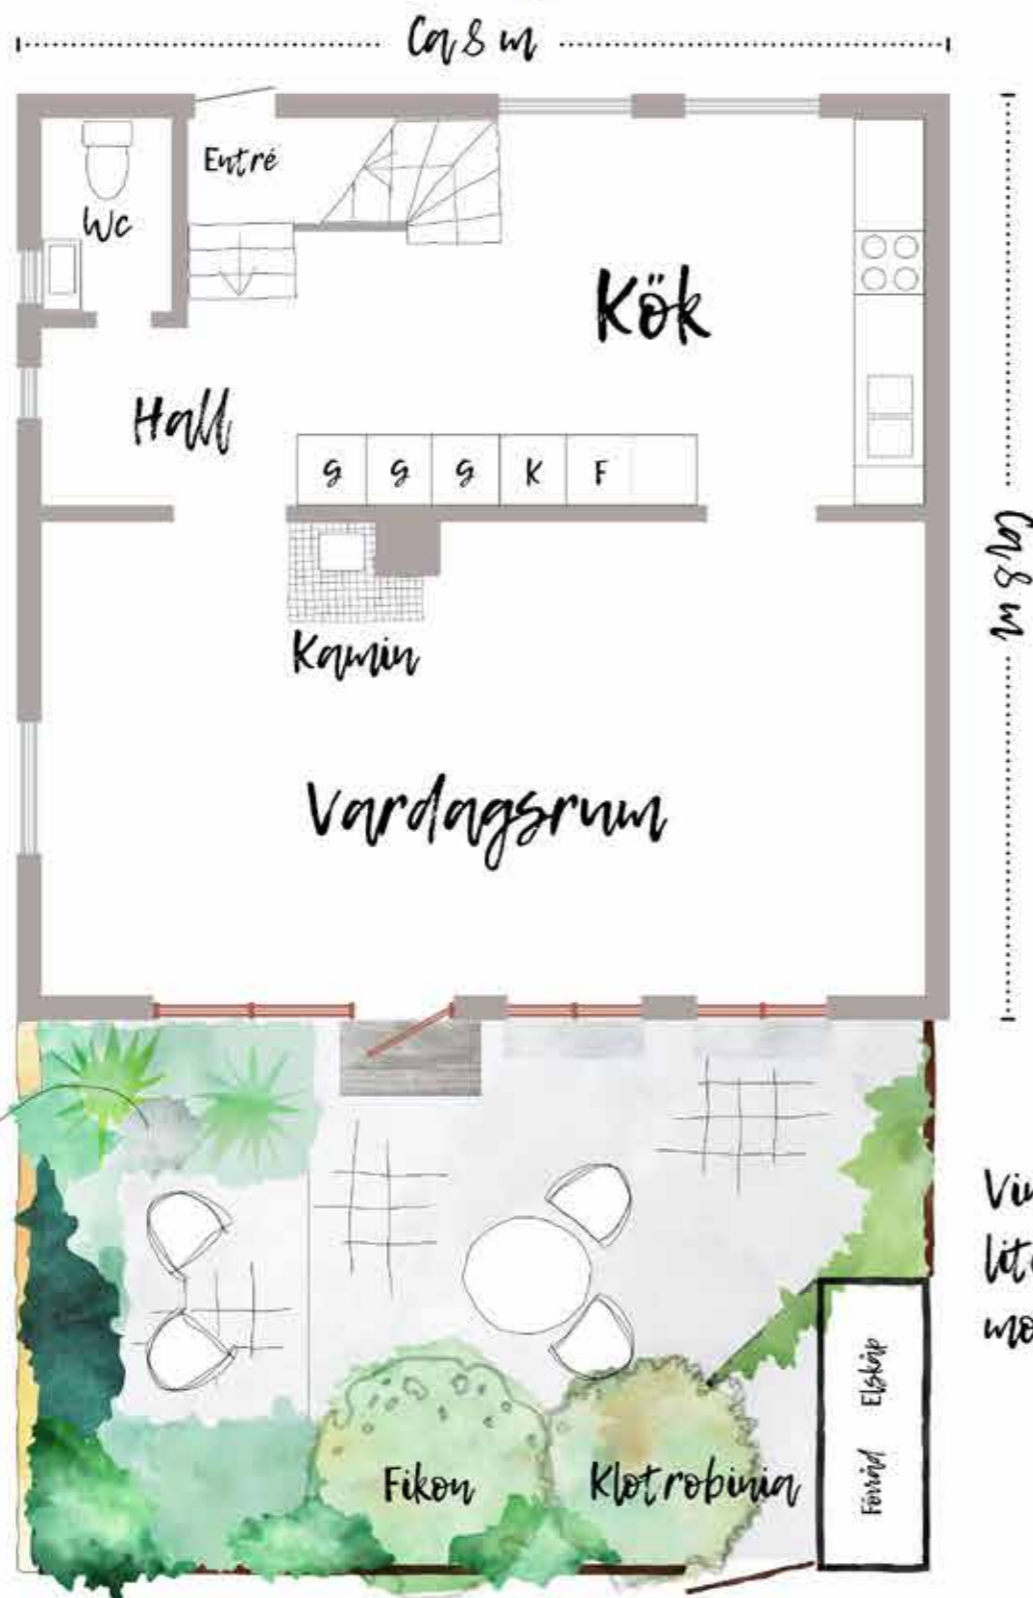 Ca 8 m
Entré
Wc
Kök
Hall
G G G K F
Ca 8 m
Kamin
Vardagsrum
Elskåp
Förråd
Fikon
Klotrobinia